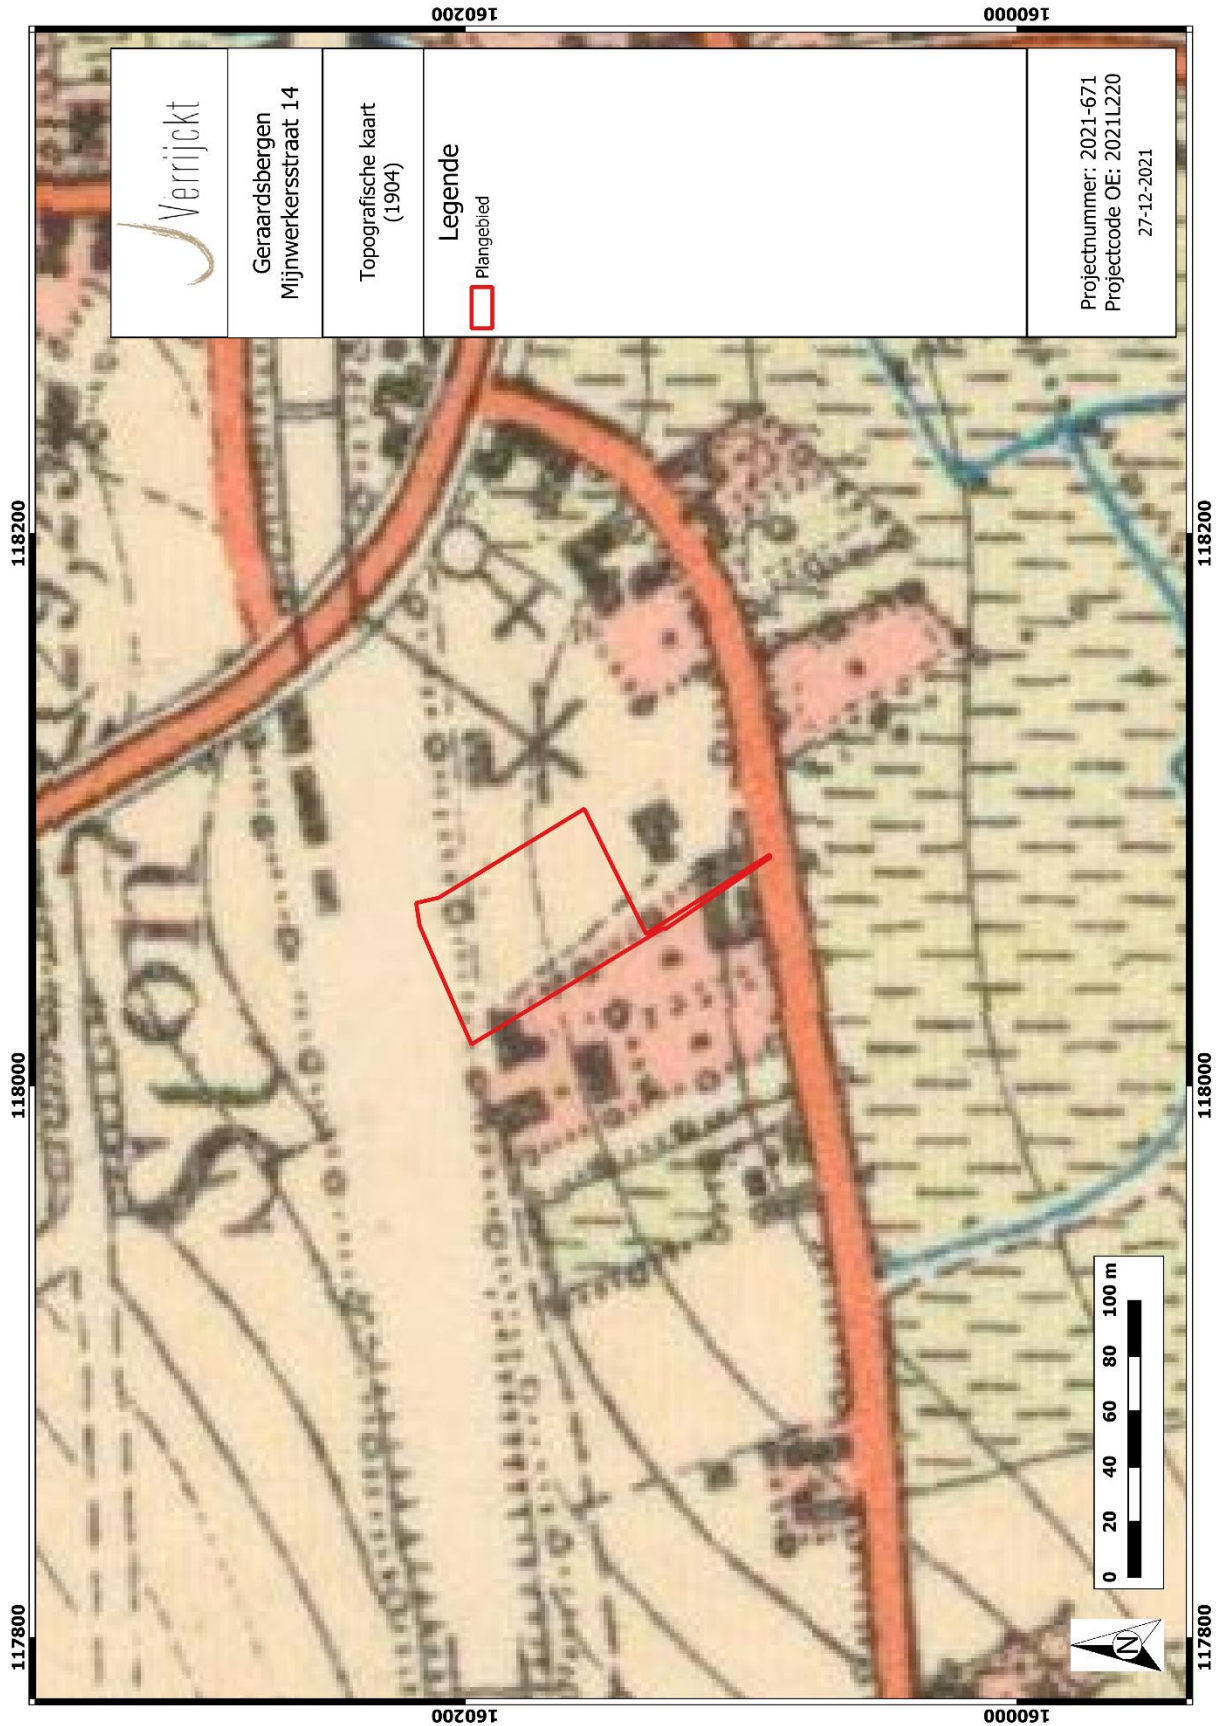 Verrijckt
Geraardsbergen
Mijnwerkersstraat 14
Topografische kaart
(1904)
Legende
Plangebied
Projectnummer: 2021-671
Projectcode OE: 2021L220
27-12-2021
117800
118000
118200
117800
118000
118200
160200
160000
160200
160000
0 20 40 60 80 100 m
N